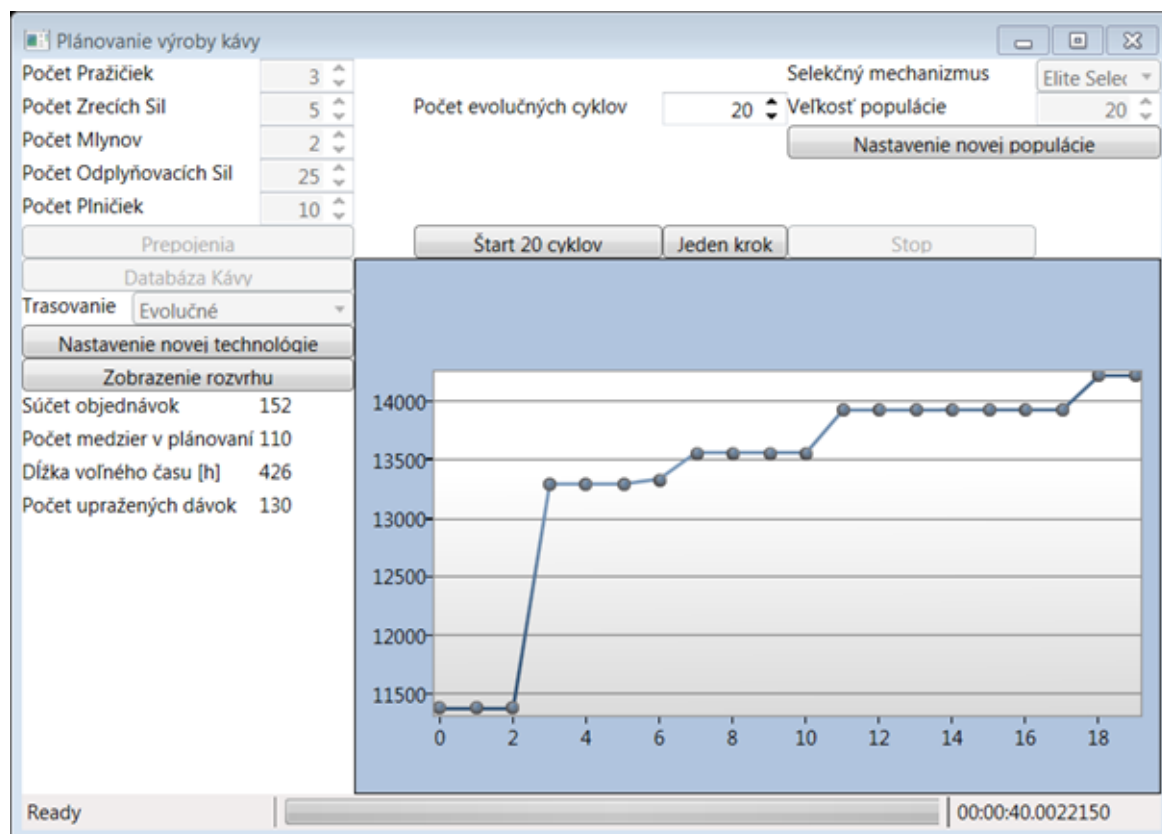 Plánovanie výroby kávy
Počet Pražičiek 3
Počet Zrecích Sil 5
Počet Mlynov 2
Počet Odplyňovacích Sil 25
Počet Plničiek 10
Počet evolučných cyklov 20
Selekčný mechanizmus Elite Selec
Veľkosť populácie 20
Nastavenie novej populácie
Prepojenia
Štart 20 cyklov Jeden krok Stop
Databáza Kávy
Trasovanie Evolučné
Nastavenie novej technológie
Zobrazenie rozvrhu
Súčet objednávok 152
Počet medzier v plánovaní 110
Dĺžka voľného času [h] 426
Počet upražených dávok 130
14000
13500
13000
12500
12000
11500
0 2 4 6 8 10 12 14 16 18
Ready 00:00:40.0022150